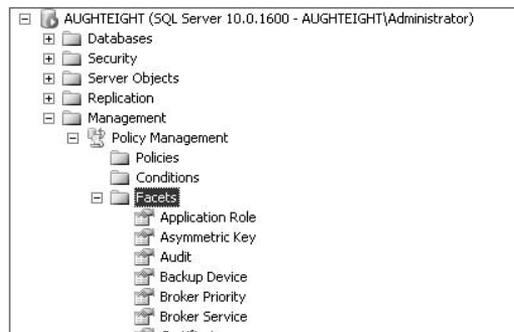 AUGHTEIGHT (SQL Server 10.0.1600 - AUGHTEIGHT\Administrator)
Databases
Security
Server Objects
Replication
Management
Policy Management
Policies
Conditions
Facets
Application Role
Asymmetric Key
Audit
Backup Device
Broker Priority
Broker Service